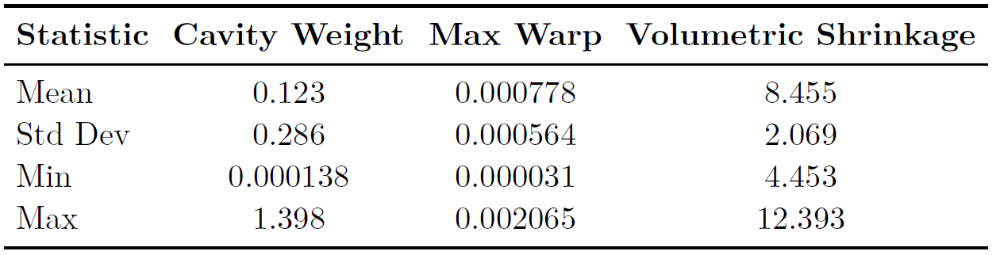 Statistic Cavity Weight Max Warp Volumetric Shrinkage
Mean 0.123 0.000778 8.455
Std Dev 0.286 0.000564 2.069
Min 0.000138 0.000031 4.453
Max 1.398 0.002065 12.393